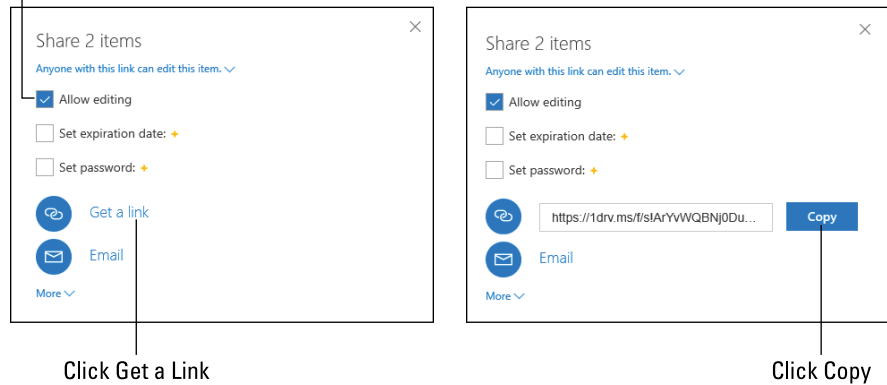 Share 2 items
Anyone with this link can edit this item.
Allow editing
Set expiration date:
Set password:
Get a link
Email
More
Click Get a Link
Share 2 items
Anyone with this link can edit this item.
Allow editing
Set expiration date:
Set password:
https://1drv.ms/f/s!ArYvWQBNj0Du...
Copy
Email
More
Click Copy